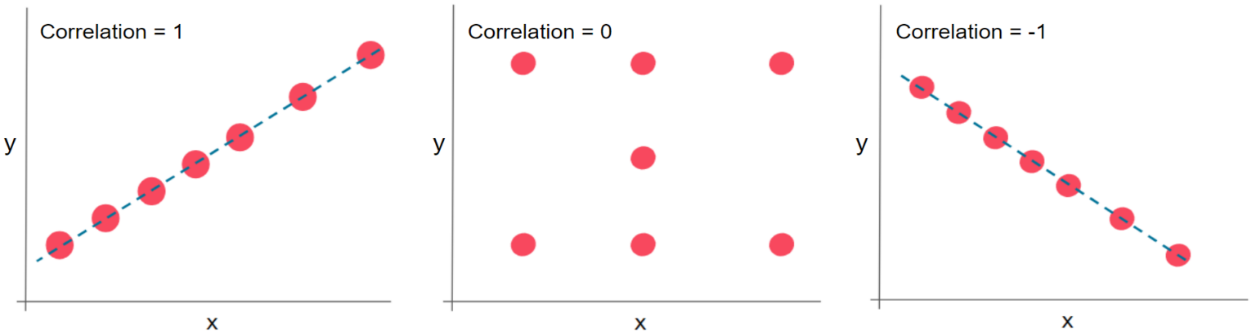 Correlation = 1
y
x
Correlation = 0
y
x
Correlation = -1
y
x